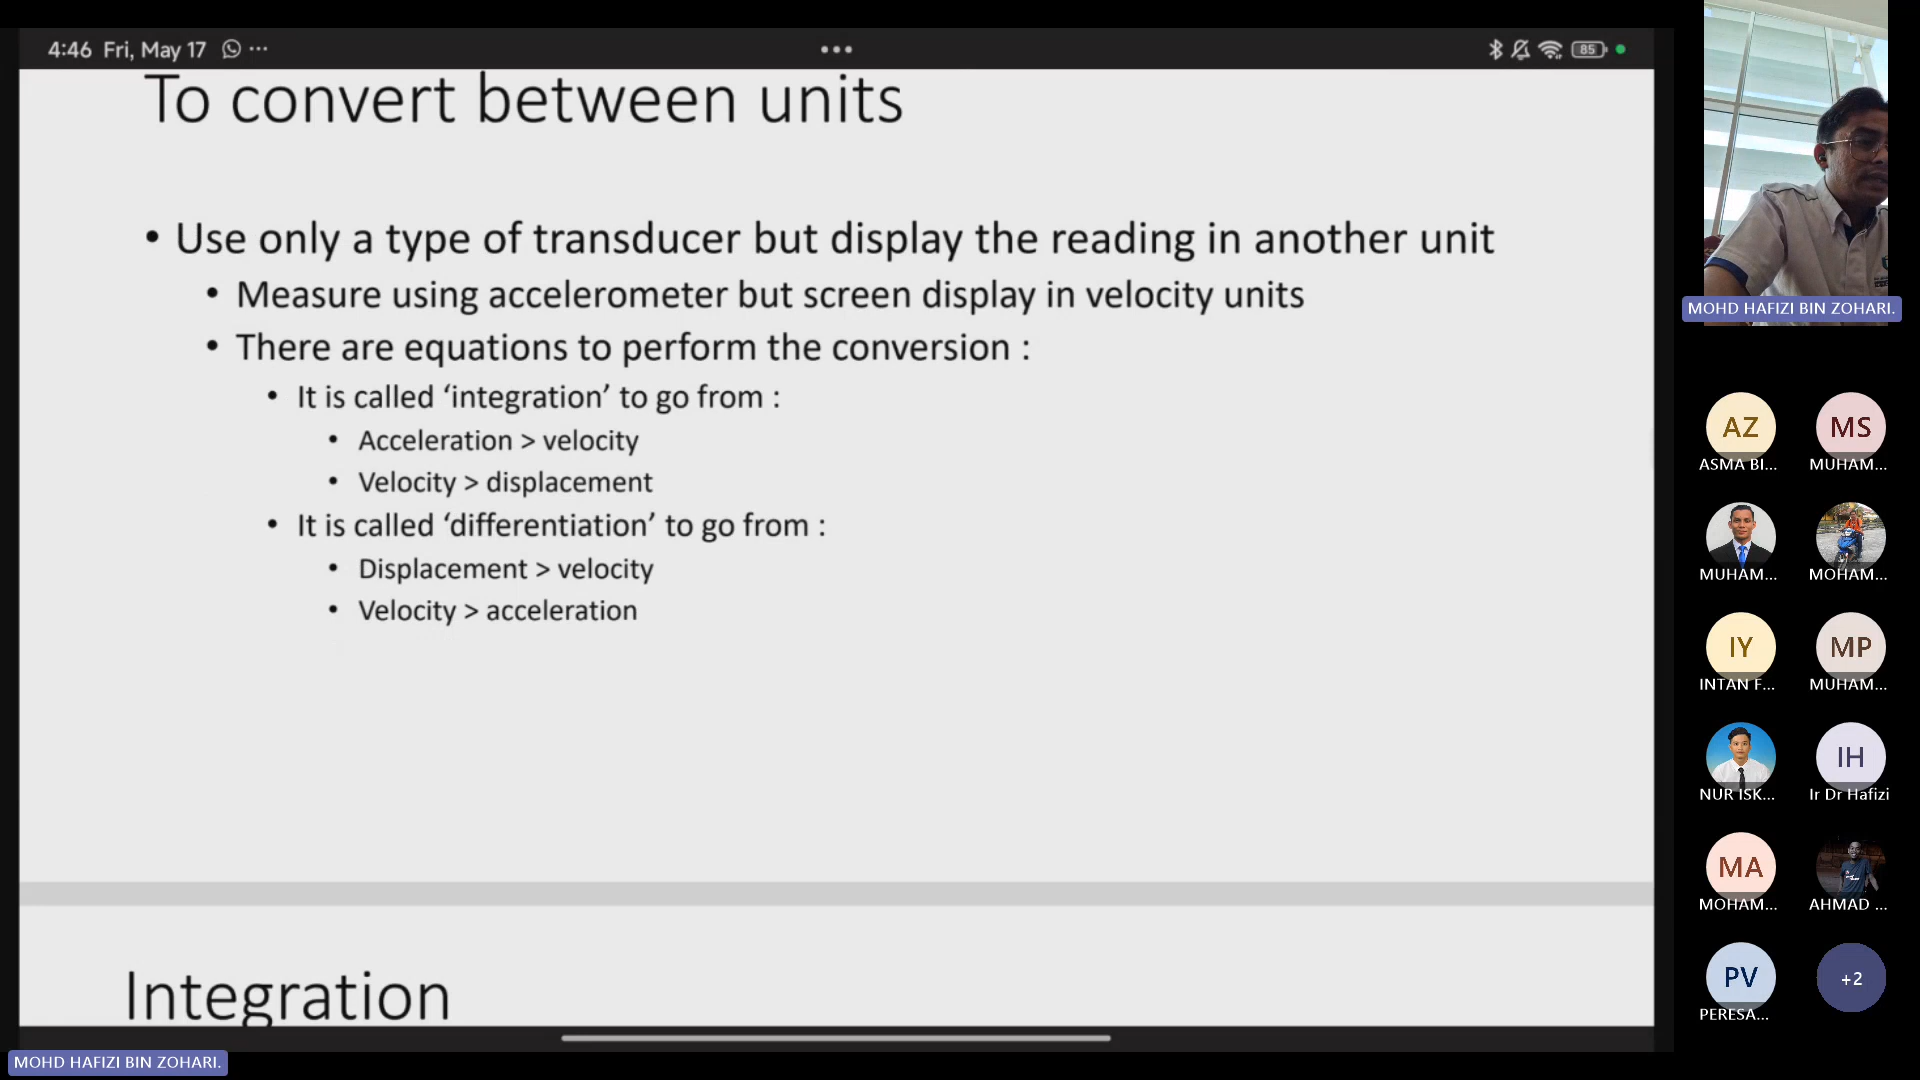 4:46 Fri, May 17
85
To convert between units
• Use only a type of transducer but display the reading in another unit
• Measure using accelerometer but screen display in velocity units
• There are equations to perform the conversion :
• It is called ‘integration’ to go from :
• Acceleration > velocity
• Velocity > displacement
• It is called ‘differentiation’ to go from :
• Displacement > velocity
• Velocity > acceleration
Integration
MOHD HAFIZI BIN ZOHARI.
MOHD HAFIZI BIN ZOHARI.
AZ
ASMA BI...
MS
MUHAM...
MUHAM...
MOHAM...
IY
INTAN F...
MP
MUHAM...
NUR ISK...
IH
Ir Dr Hafizi
MA
MOHAM...
AHMAD ...
PV
PERESA...
+2